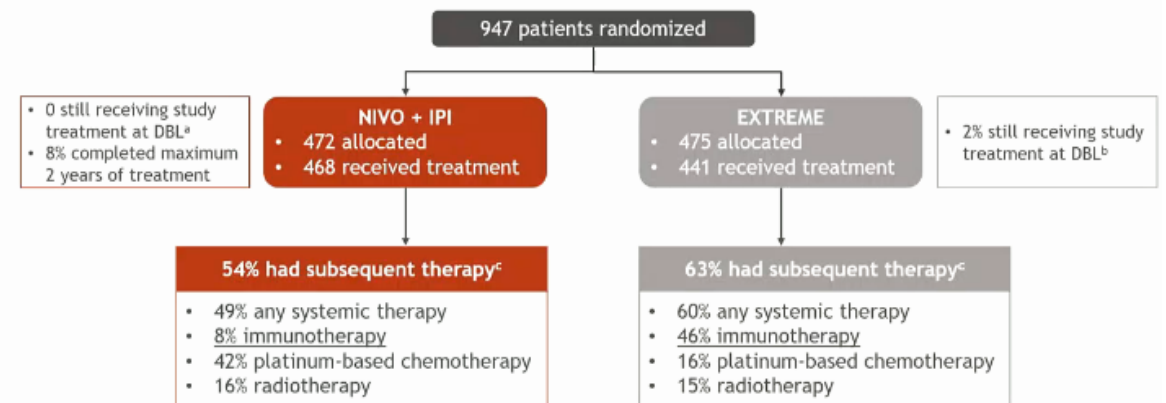 947 patients randomized
• 0 still receiving study
treatment at DBLᵃ
• 8% completed maximum
2 years of treatment
NIVO + IPI
• 472 allocated
• 468 received treatment
EXTREME
• 475 allocated
• 441 received treatment
• 2% still receiving study
treatment at DBLᵇ
54% had subsequent therapyᶜ
• 49% any systemic therapy
• 8% immunotherapy
• 42% platinum-based chemotherapy
• 16% radiotherapy
63% had subsequent therapyᶜ
• 60% any systemic therapy
• 46% immunotherapy
• 16% platinum-based chemotherapy
• 15% radiotherapy